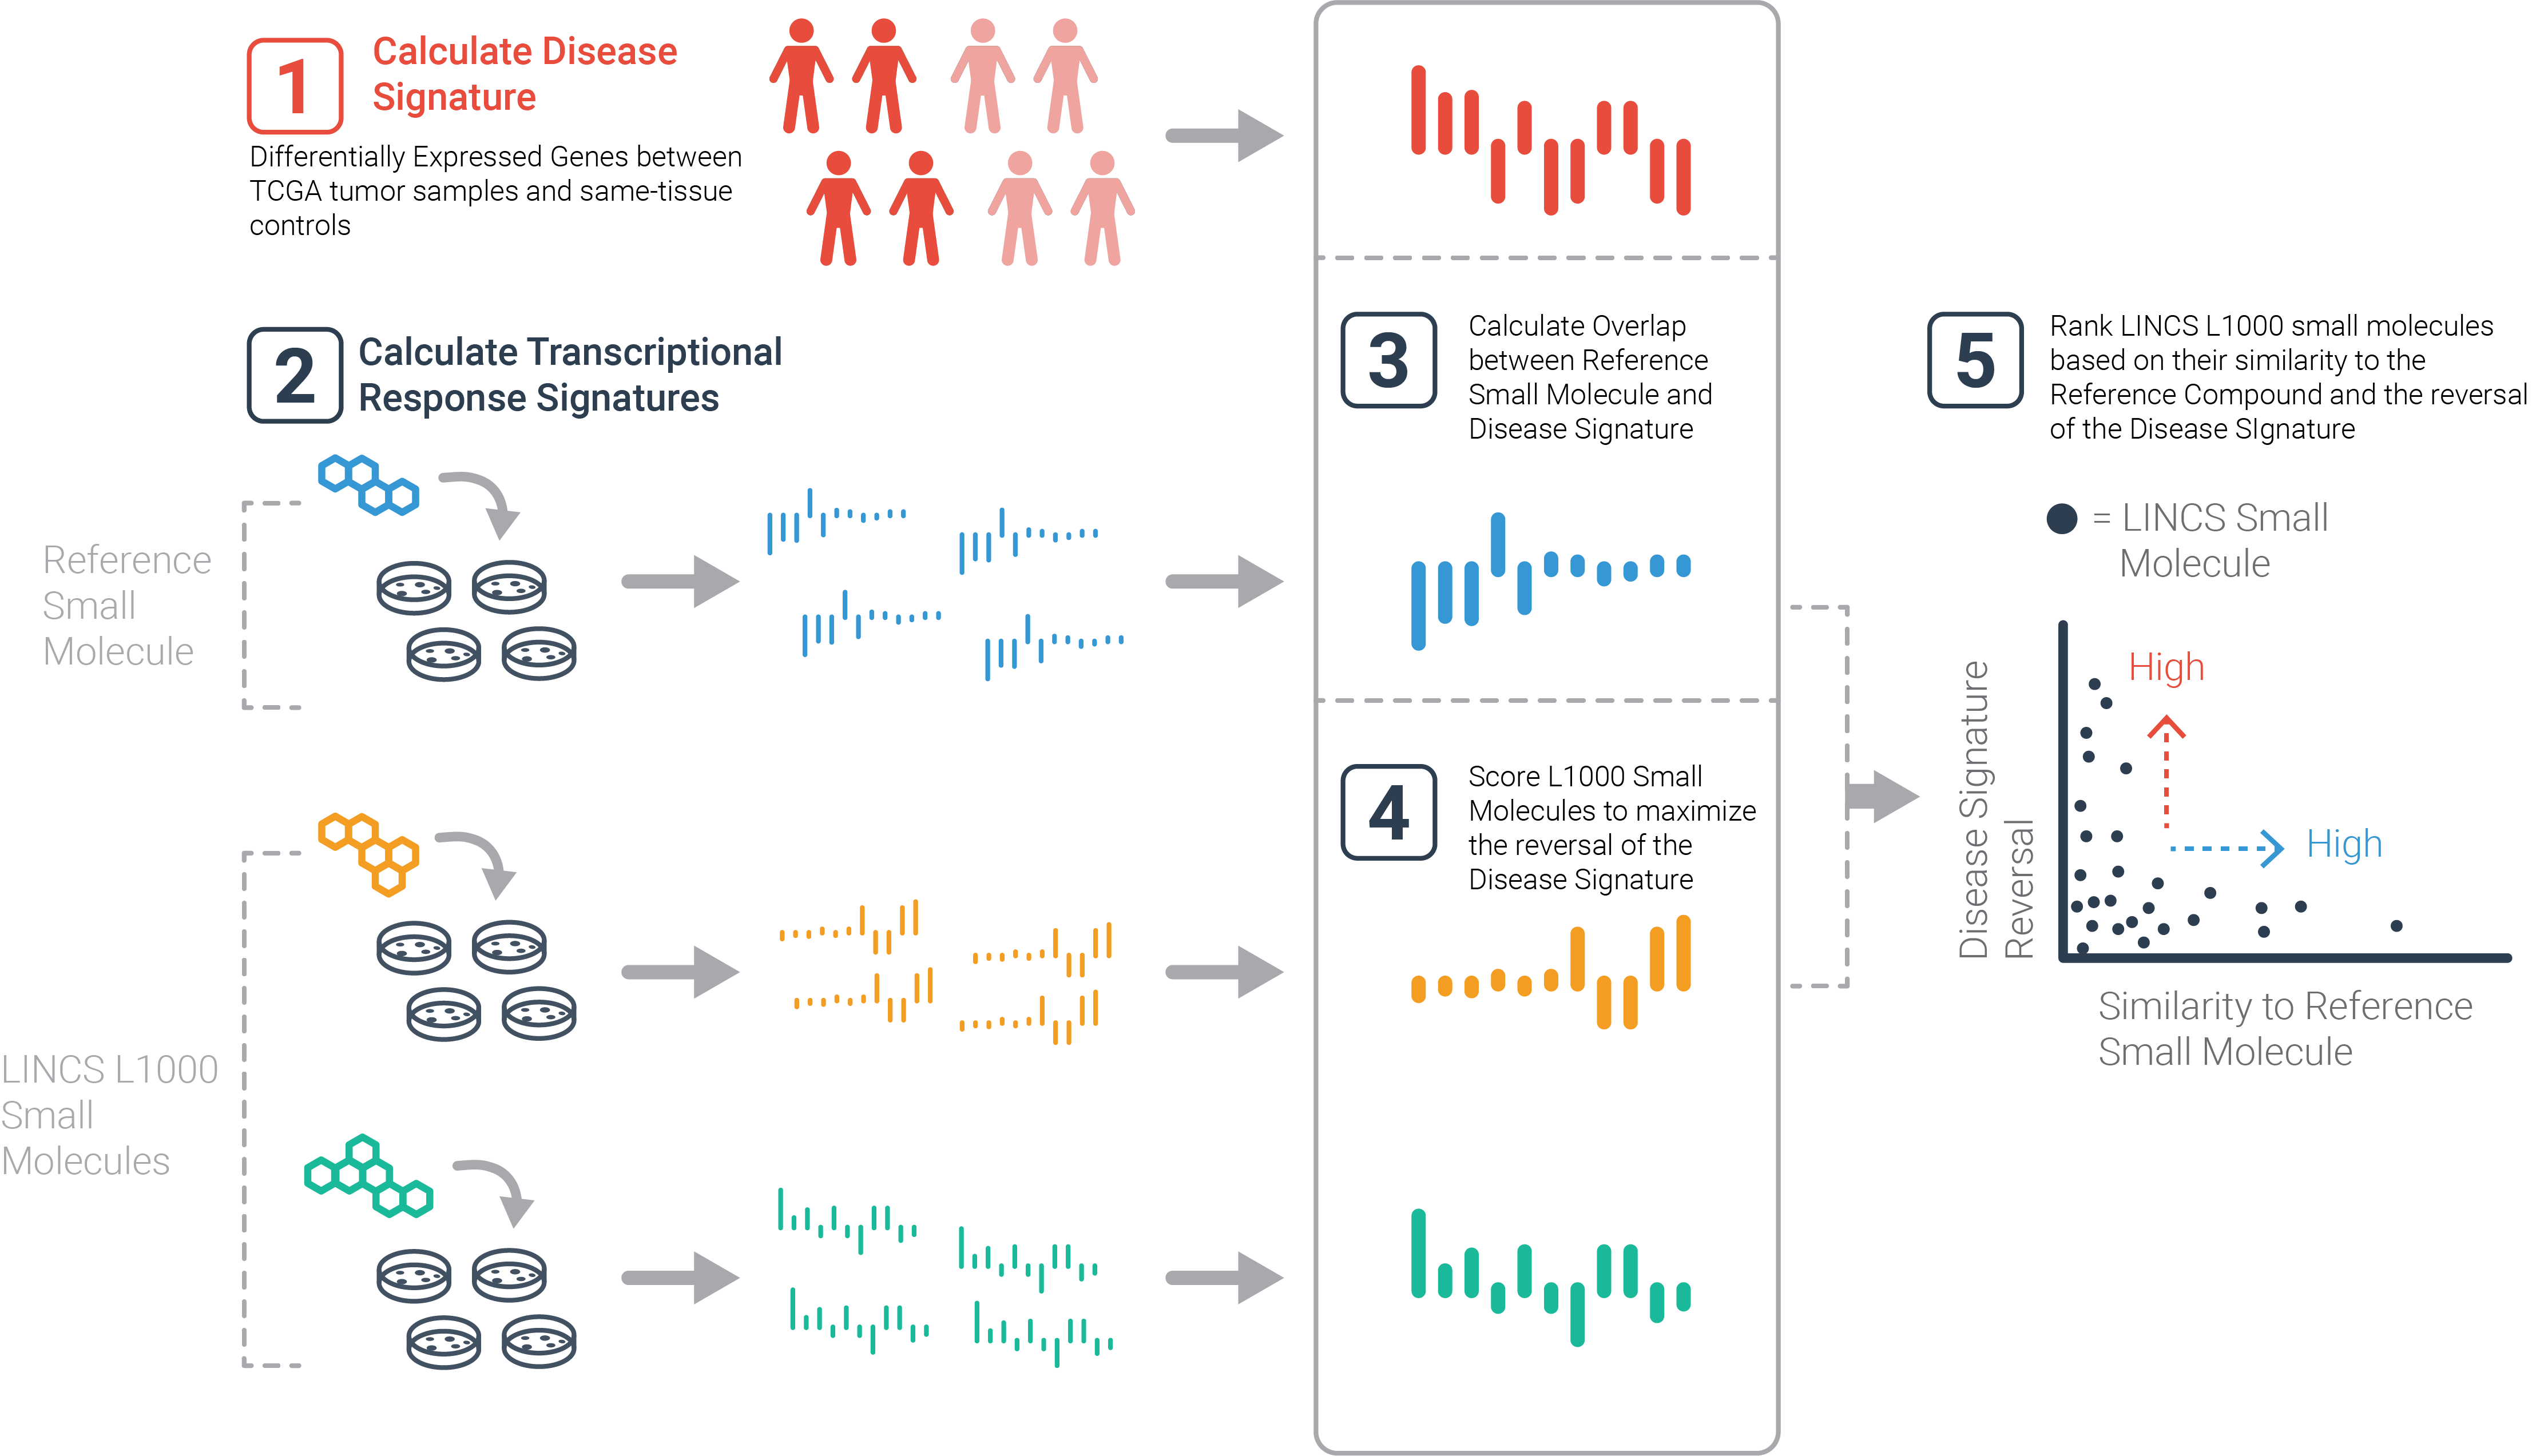 1
Calculate Disease
Signature
Differentially Expressed Genes between
TCGA tumor samples and same-tissue
controls
2
Calculate Transcriptional
Response Signatures
Reference
Small
Molecule
LINCS L1000
Small
Molecules
3
Calculate Overlap
between Reference
Small Molecule and
Disease Signature
4
Score L1000 Small
Molecules to maximize
the reversal of the
Disease Signature
5
Rank LINCS L1000 small molecules
based on their similarity to the
Reference Compound and the reversal
of the Disease SIgnature
= LINCS Small
Molecule
High
High
Disease Signature
Reversal
Similarity to Reference
Small Molecule